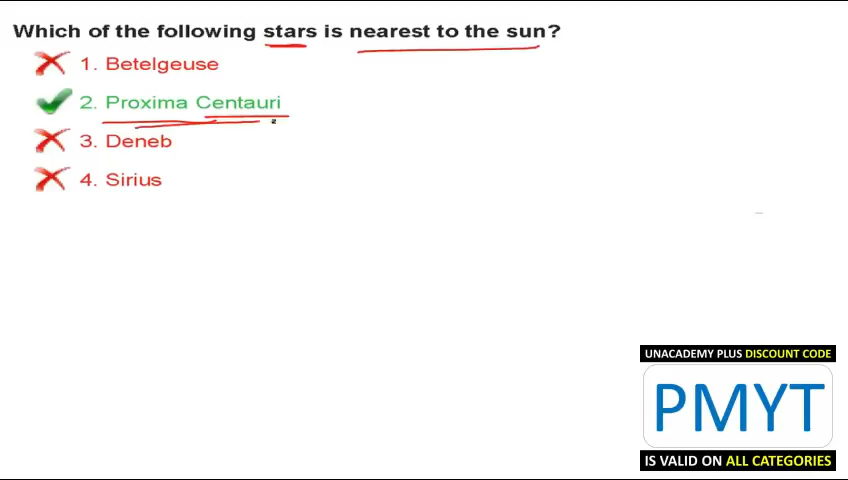 Which of the following stars is nearest to the sun?
1. Betelgeuse
2. Proxima Centauri
3. Deneb
4. Sirius
UNACADEMY PLUS DISCOUNT CODE
PMYT
IS VALID ON ALL CATEGORIES